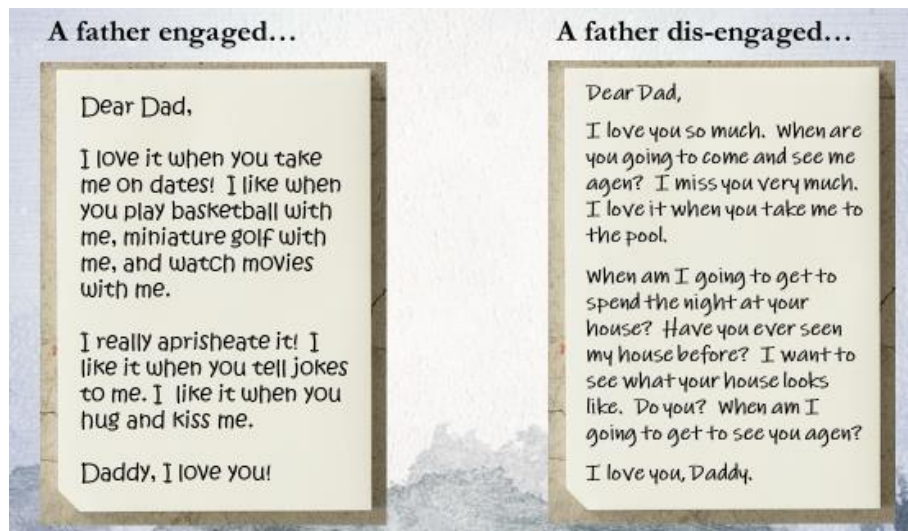 A father engaged…
Dear Dad,
I love it when you take
me on dates! I like when
you play basketball with
me, miniature golf with
me, and watch movies
with me.
I really aprisheate it! I
like it when you tell jokes
to me. I like it when you
hug and kiss me.
Daddy, I love you!
A father dis-engaged…
Dear Dad,
I love you so much. When are
you going to come and see me
agen? I miss you very much.
I love it when you take me to
the pool.
When am I going to get to
spend the night at your
house? Have you ever seen
my house before? I want to
see what your house looks
like. Do you? When am I
going to get to see you agen?
I love you, Daddy.